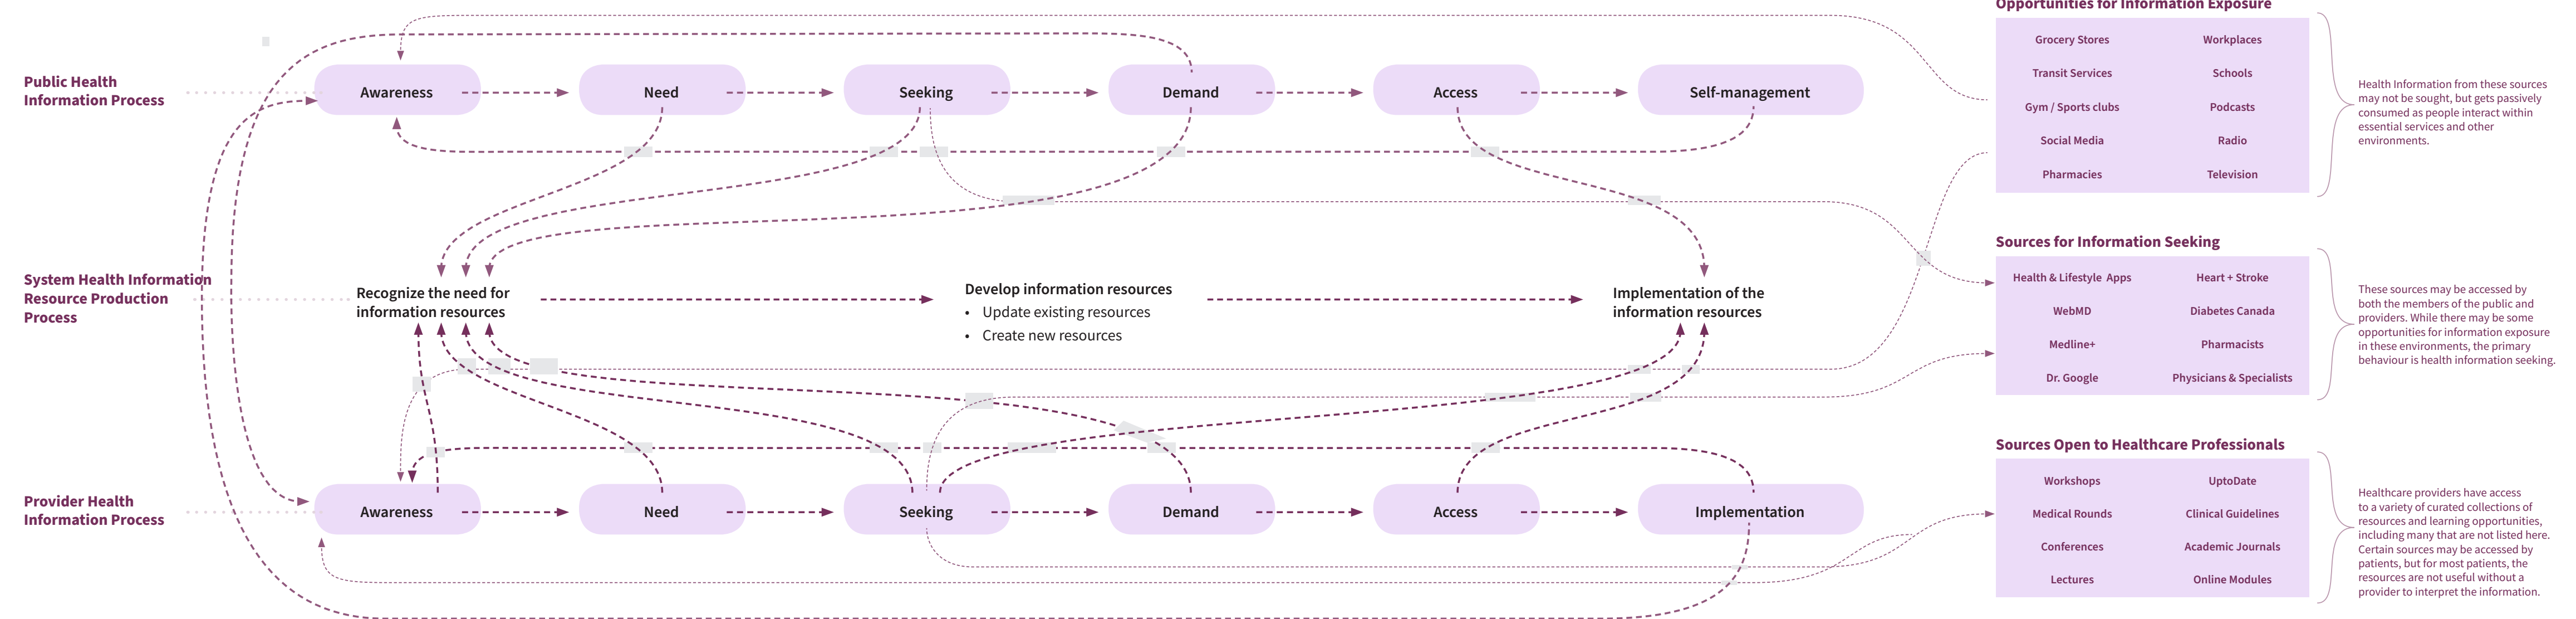 Opportunities for Information Exposure
Grocery Stores
Workplaces
Transit Services
Schools
Gym / Sports clubs
Podcasts
Social Media
Radio
Pharmacies
Television
Health Information from these sources
may not be sought, but gets passively
consumed as people interact within
essential services and other
environments.
Public Health
Information Process
Awareness
Need
Seeking
Demand
Access
Self-management
System Health Information
Resource Production
Process
Recognize the need for
information resources
Develop information resources
• Update existing resources
• Create new resources
Implementation of the
information resources
Sources for Information Seeking
Health & Lifestyle Apps
Heart + Stroke
WebMD
Diabetes Canada
Medline+
Pharmacists
Dr. Google
Physicians & Specialists
These sources may be accessed by
both the members of the public and
providers. While there may be some
opportunities for information exposure
in these environments, the primary
behaviour is health information seeking.
Provider Health
Information Process
Awareness
Need
Seeking
Demand
Access
Implementation
Sources Open to Healthcare Professionals
Workshops
UptoDate
Medical Rounds
Clinical Guidelines
Conferences
Academic Journals
Lectures
Online Modules
Healthcare providers have access
to a variety of curated collections of
resources and learning opportunities,
including many that are not listed here.
Certain sources may be accessed by
patients, but for most patients, the
resources are not useful without a
provider to interpret the information.